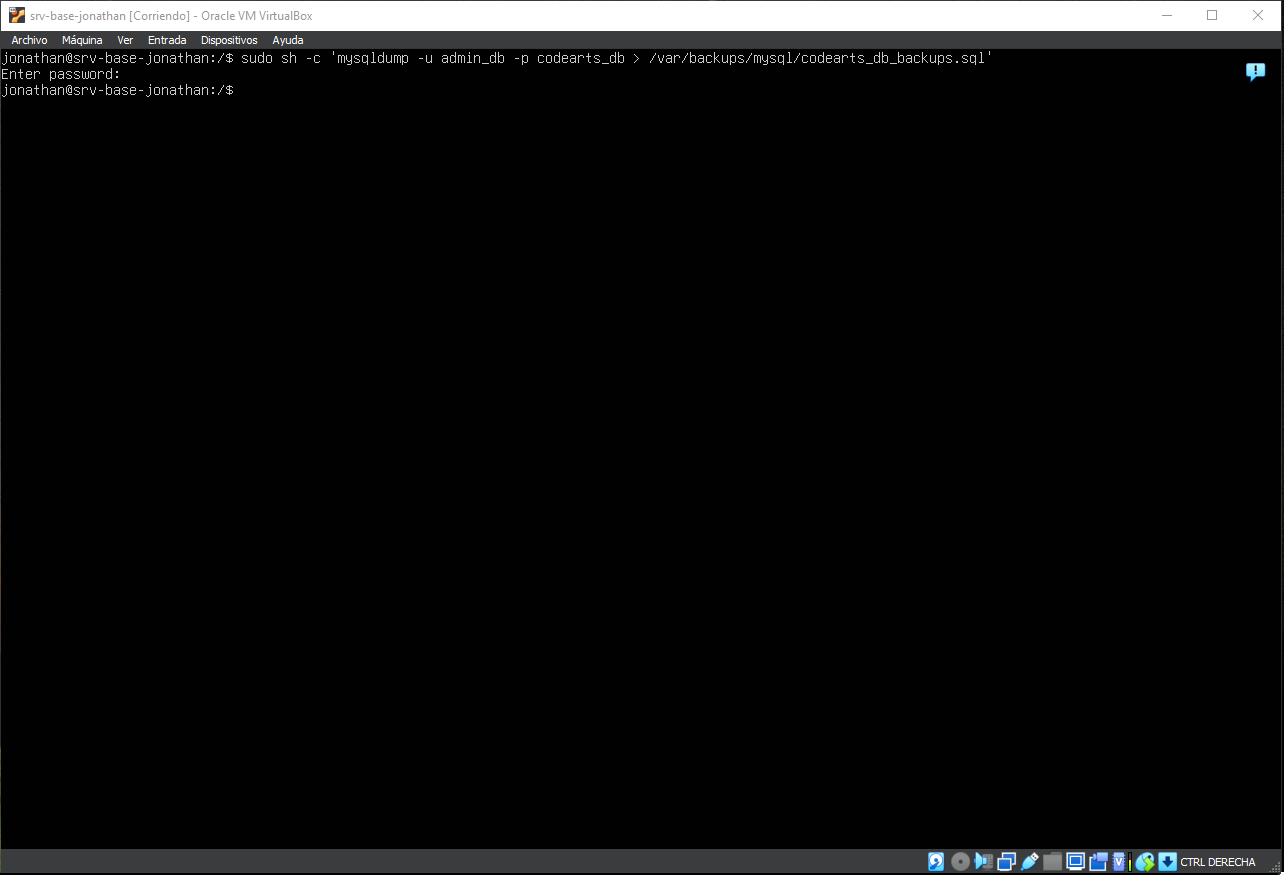 srv-base-jonathan [Corriendo] - Oracle VM VirtualBox
Archivo Máquina Ver Entrada Dispositivos Ayuda
jonathan@srv-base-jonathan:/$ sudo sh -c 'mysqldump -u admin_db -p codearts_db > /var/backups/mysql/codearts_db_backups.sql'
Enter password:
jonathan@srv-base-jonathan:/$
CTRL DERECHA